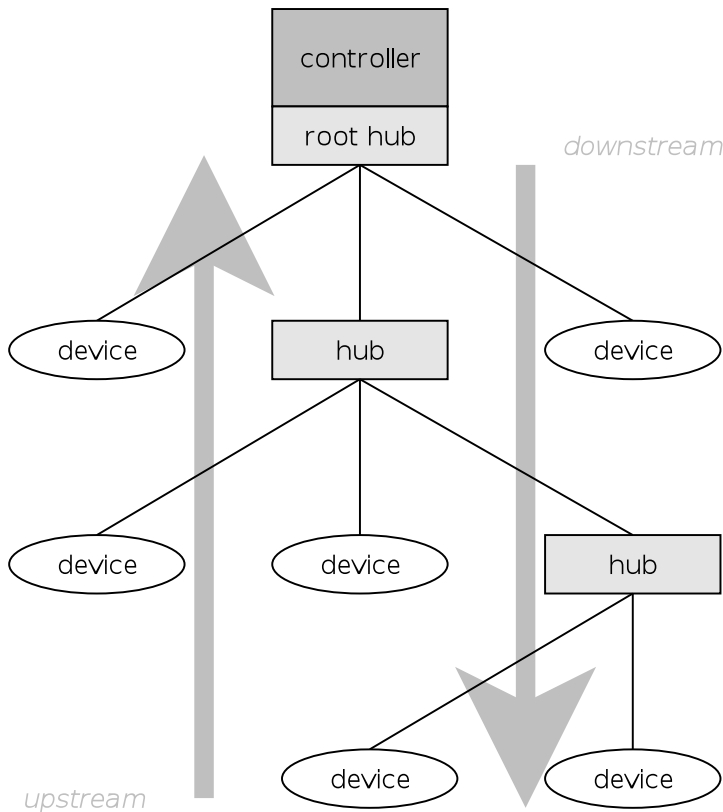 controller
root hub
downstream
device
hub
device
device
device
hub
device
device
upstream